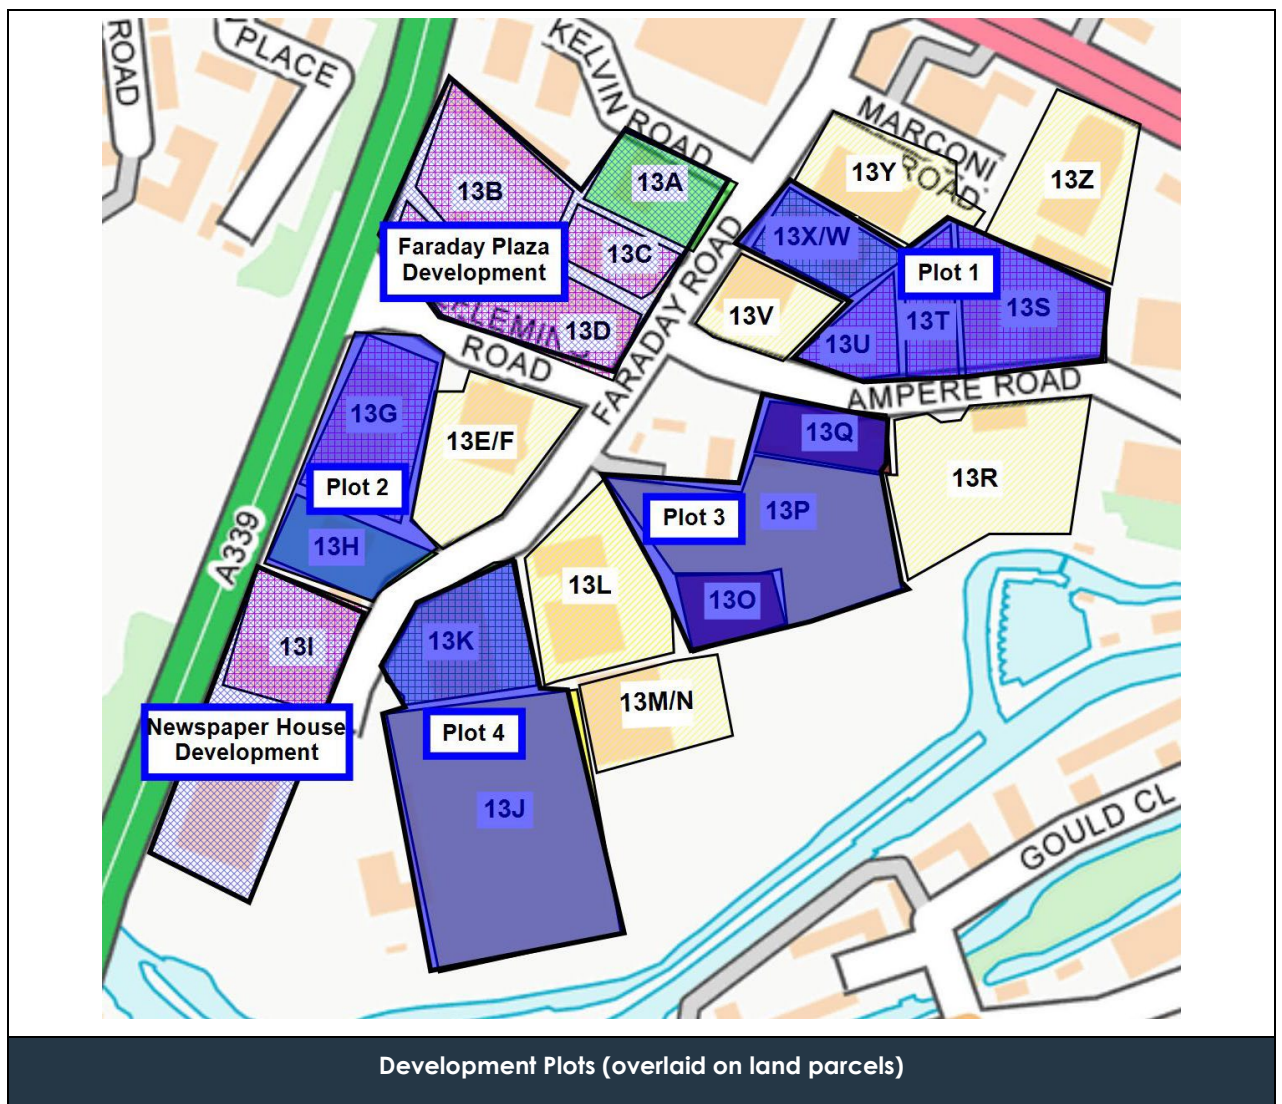 ROAD
PLACE
KELVIN ROAD
MARCONI
ROAD
13A
13B
13Y
13Z
13X/W
Faraday Plaza
Development
13C
Plot 1
13S
13V
13T
13U
13D
FLEMING
ROAD
FARADAY ROAD
AMPERE ROAD
13G
13E/F
13Q
13R
Plot 2
Plot 3
13P
13H
A339
13L
13O
13I
13K
13M/N
Newspaper House
Development
Plot 4
13J
GOULD CL
Development Plots (overlaid on land parcels)